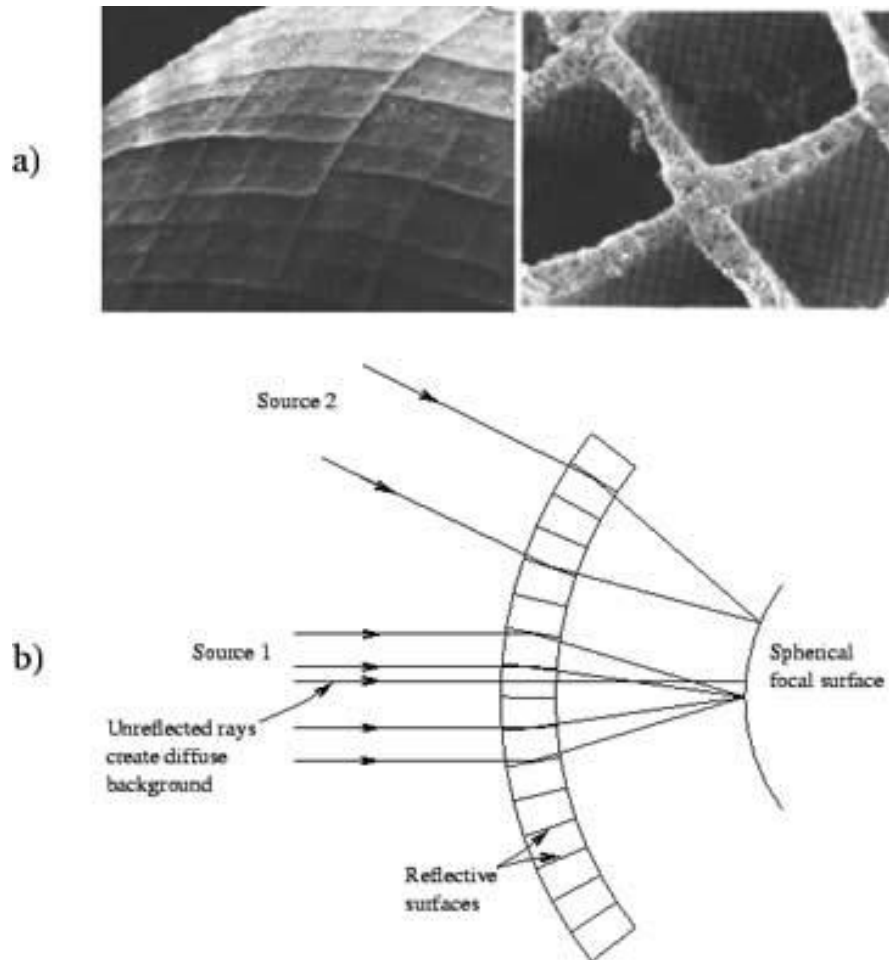 a)
Source 2
b)
Source 1
Spherical
focal surface
Unreflected rays
create diffuse
background
Reflective
surfaces